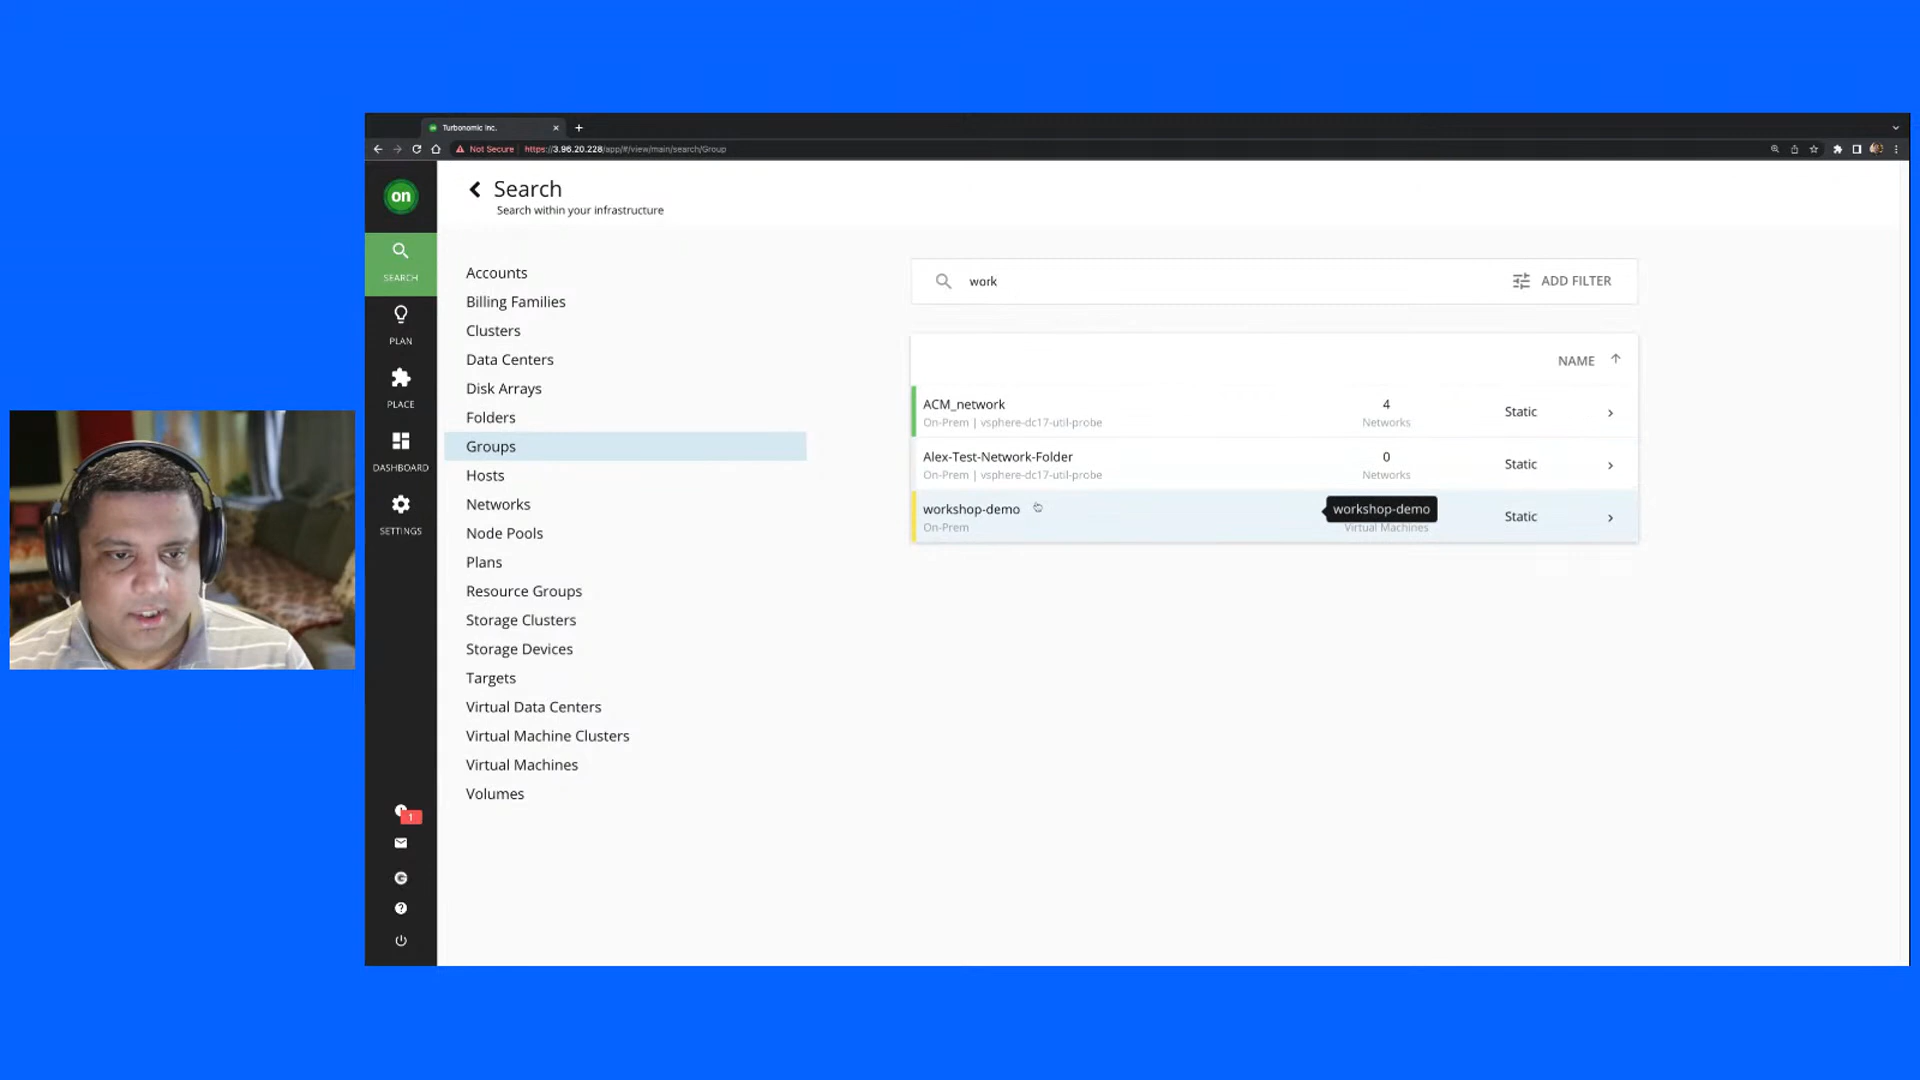 Turbonomic Inc.
Not Secure https://3.96.20.228/app/#/view/main/search/Group
on
Search
Search within your infrastructure
SEARCH
PLAN
PLACE
DASHBOARD
SETTINGS
1
Accounts
Billing Families
Clusters
Data Centers
Disk Arrays
Folders
Groups
Hosts
Networks
Node Pools
Plans
Resource Groups
Storage Clusters
Storage Devices
Targets
Virtual Data Centers
Virtual Machine Clusters
Virtual Machines
Volumes
work
ADD FILTER
NAME
ACM_network 4 Static
On-Prem | vsphere-dc17-util-probe Networks
Alex-Test-Network-Folder 0 Static
On-Prem | vsphere-dc17-util-probe Networks
workshop-demo workshop-demo Static
On-Prem Virtual Machines